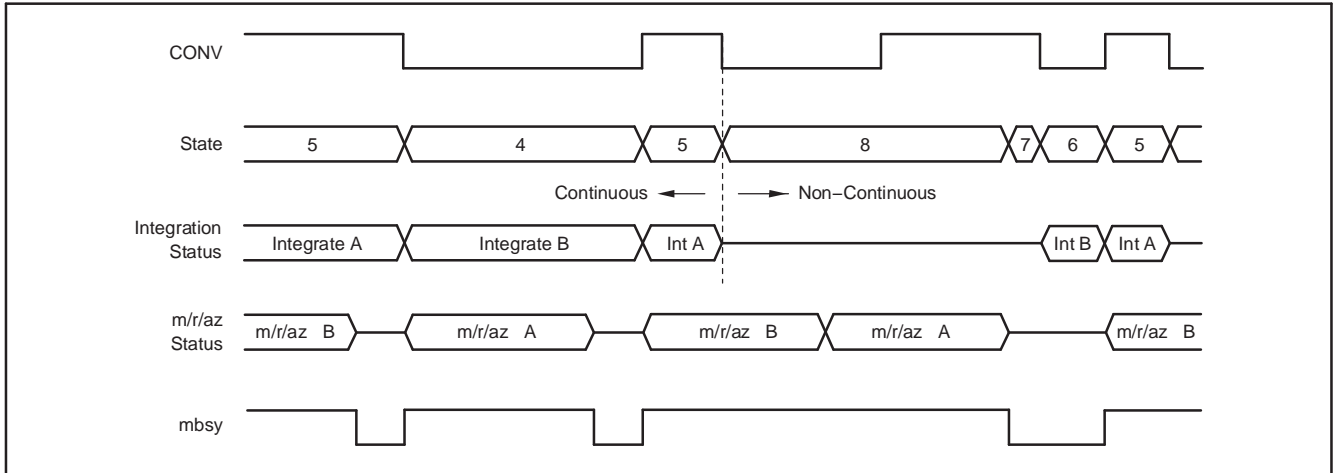 CONV
State
5 4 5 8 7 6 5
Continuous Non−Continuous
Integration
Status
Integrate A Integrate B Int A Int B Int A
m/r/az
Status
m/r/az B m/r/az A m/r/az B m/r/az A m/r/az B
mbsy